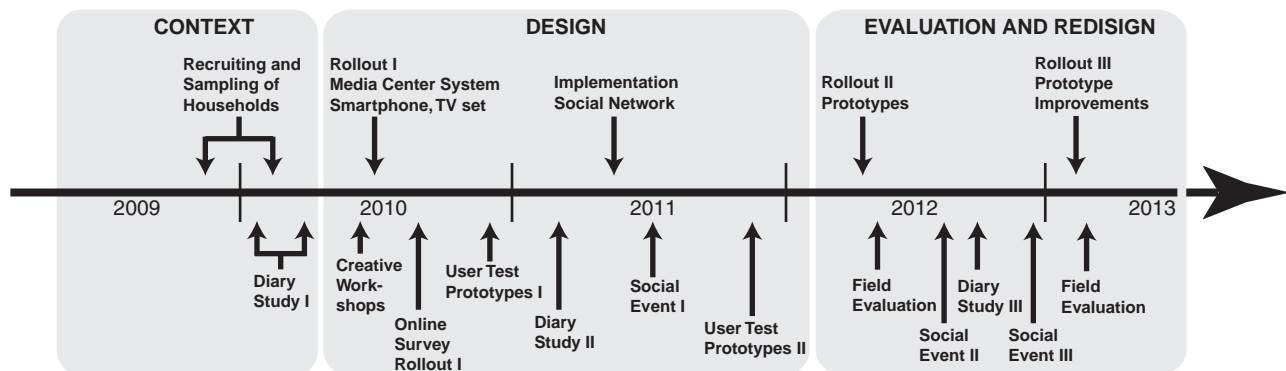 CONTEXT
DESIGN
EVALUATION AND REDISIGN
Recruiting and
Sampling of
Households
Rollout I
Media Center System
Smartphone, TV set
Implementation
Social Network
Rollout II
Prototypes
Rollout III
Prototype
Improvements
2009
2010
2011
2012
2013
Diary
Study I
Creative
Work-
shops
Online
Survey
Rollout I
User Test
Prototypes I
Diary
Study II
Social
Event I
User Test
Prototypes II
Field
Evaluation
Social
Event II
Diary
Study III
Social
Event III
Field
Evaluation